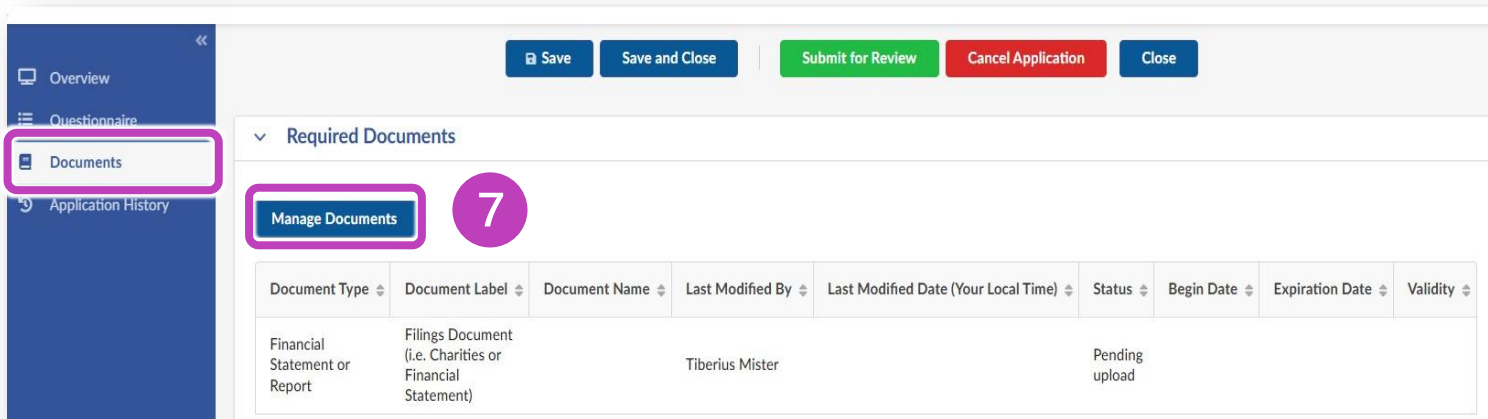 «
Save
Save and Close
Submit for Review
Cancel Application
Close
Overview
Questionnaire
Documents
Application History
Required Documents
Manage Documents
7
Document Type Document Label Document Name Last Modified By Last Modified Date (Your Local Time) Status Begin Date Expiration Date Validity
Financial
Statement or
Report
Filings Document
(i.e. Charities or
Financial
Statement)
Tiberius Mister
Pending
upload